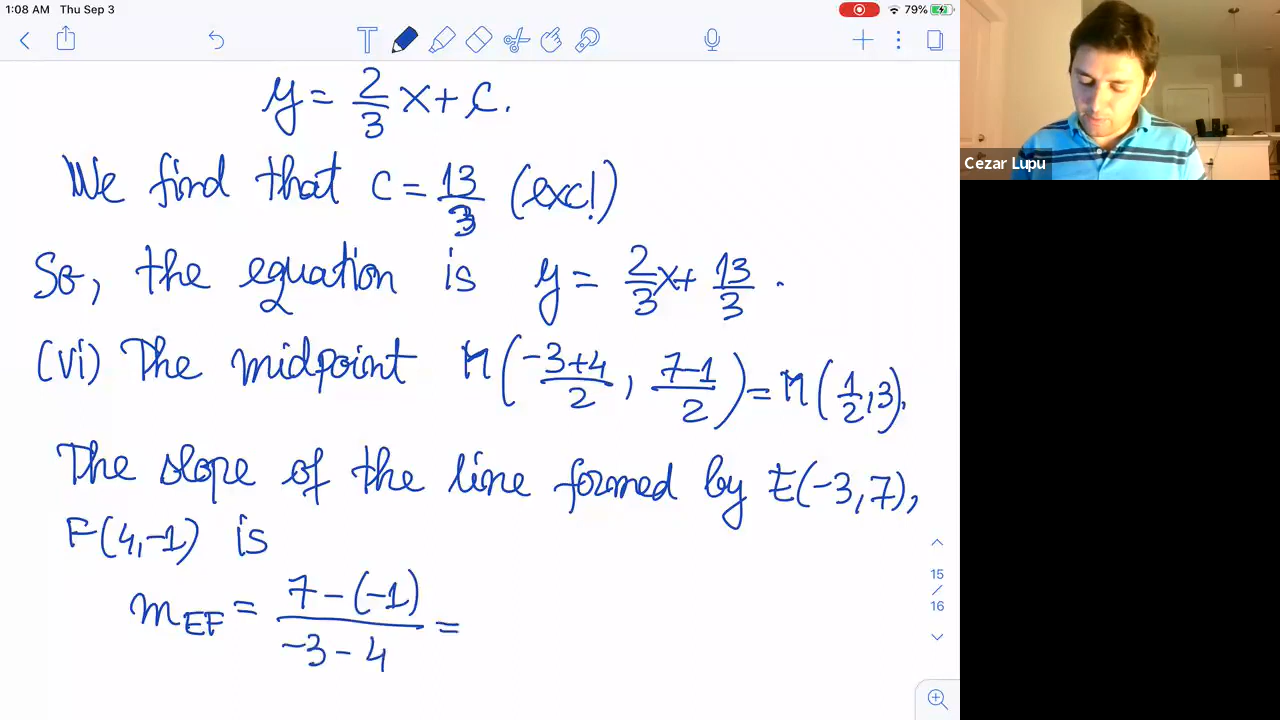 1:08 AM Thu Sep 3
79%
y = 2/3 x + c.
We find that c = 13/3 (exc!)
So, the equation is y = 2/3 x + 13/3 .
(vi) The midpoint M(-3+4/2, 7-1/2) = M(1/2, 3).
The slope of the line formed by E(-3, 7),
F(4, -1) is
m_EF = 7-(-1)/-3-4 =
15
/
16
Cezar Lupu